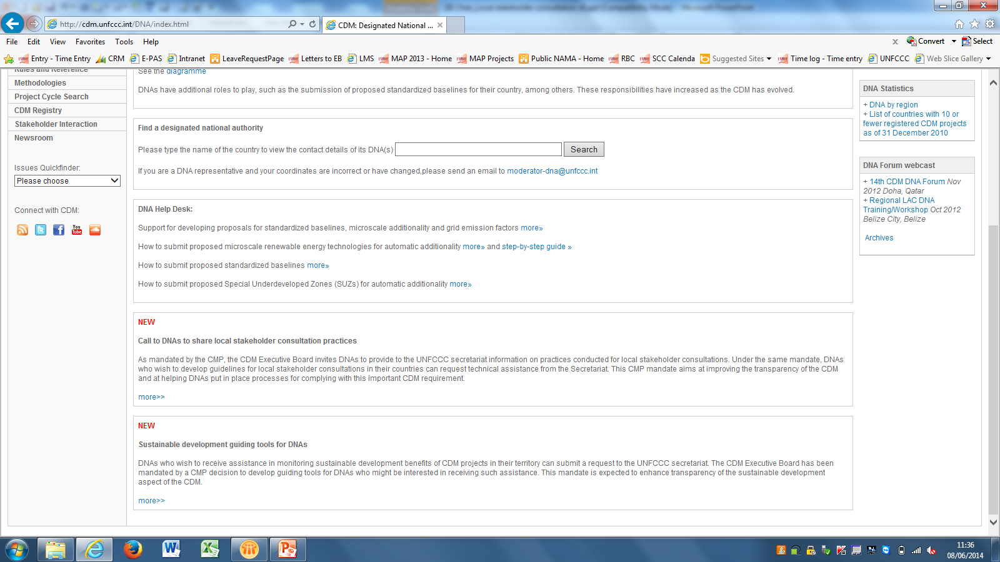 http://cdm.unfccc.int/DNA/index.html
CDM: Designated National ...
File Edit View Favorites Tools Help
Convert Select
Entry - Time Entry CRM E-PAS Intranet LeaveRequestPage Letters to EB LMS MAP 2013 - Home MAP Projects Public NAMA - Home RBC SCC Calenda Suggested Sites Time log - Time entry UNFCCC Web Slice Gallery
Rules and Reference
Methodologies
Project Cycle Search
CDM Registry
Stakeholder Interaction
Newsroom
Issues Quickfinder:
Please choose
Connect with CDM:
You
Tube
See the diagramme
DNAs have additional roles to play, such as the submission of proposed standardized baselines for their country, among others. These responsibilities have increased as the CDM has evolved.
Find a designated national authority
Please type the name of the country to view the contact details of its DNA(s) Search
If you are a DNA representative and your coordinates are incorrect or have changed,please send an email to moderator-dna@unfccc.int
DNA Help Desk:
Support for developing proposals for standardized baselines, microscale additionality and grid emission factors more»
How to submit proposed microscale renewable energy technologies for automatic additionality more» and step-by-step guide »
How to submit proposed standardized baselines more»
How to submit proposed Special Underdeveloped Zones (SUZs) for automatic additionality more»
NEW
Call to DNAs to share local stakeholder consultation practices
As mandated by the CMP, the CDM Executive Board invites DNAs to provide to the UNFCCC secretariat information on practices conducted for local stakeholder consultations. Under the same mandate, DNAs
who wish to develop guidelines for local stakeholder consultations in their countries can request technical assistance from the Secretariat. This CMP mandate aims at improving the transparency of the CDM
and at helping DNAs put in place processes for complying with this important CDM requirement.
more>>
NEW
Sustainable development guiding tools for DNAs
DNAs who wish to receive assistance in monitoring sustainable development benefits of CDM projects in their territory can submit a request to the UNFCCC secretariat. The CDM Executive Board has been
mandated by a CMP decision to develop guiding tools for DNAs who might be interested in receiving such assistance. This mandate is expected to enhance transparency of the sustainable development
aspect of the CDM.
more>>
DNA Statistics
+ DNA by region
+ List of countries with 10 or
fewer registered CDM projects
as of 31 December 2010
DNA Forum webcast
+ 14th CDM DNA Forum Nov
2012 Doha, Qatar
+ Regional LAC DNA
Training/Workshop Oct 2012
Belize City, Belize
Archives
11:36
08/06/2014